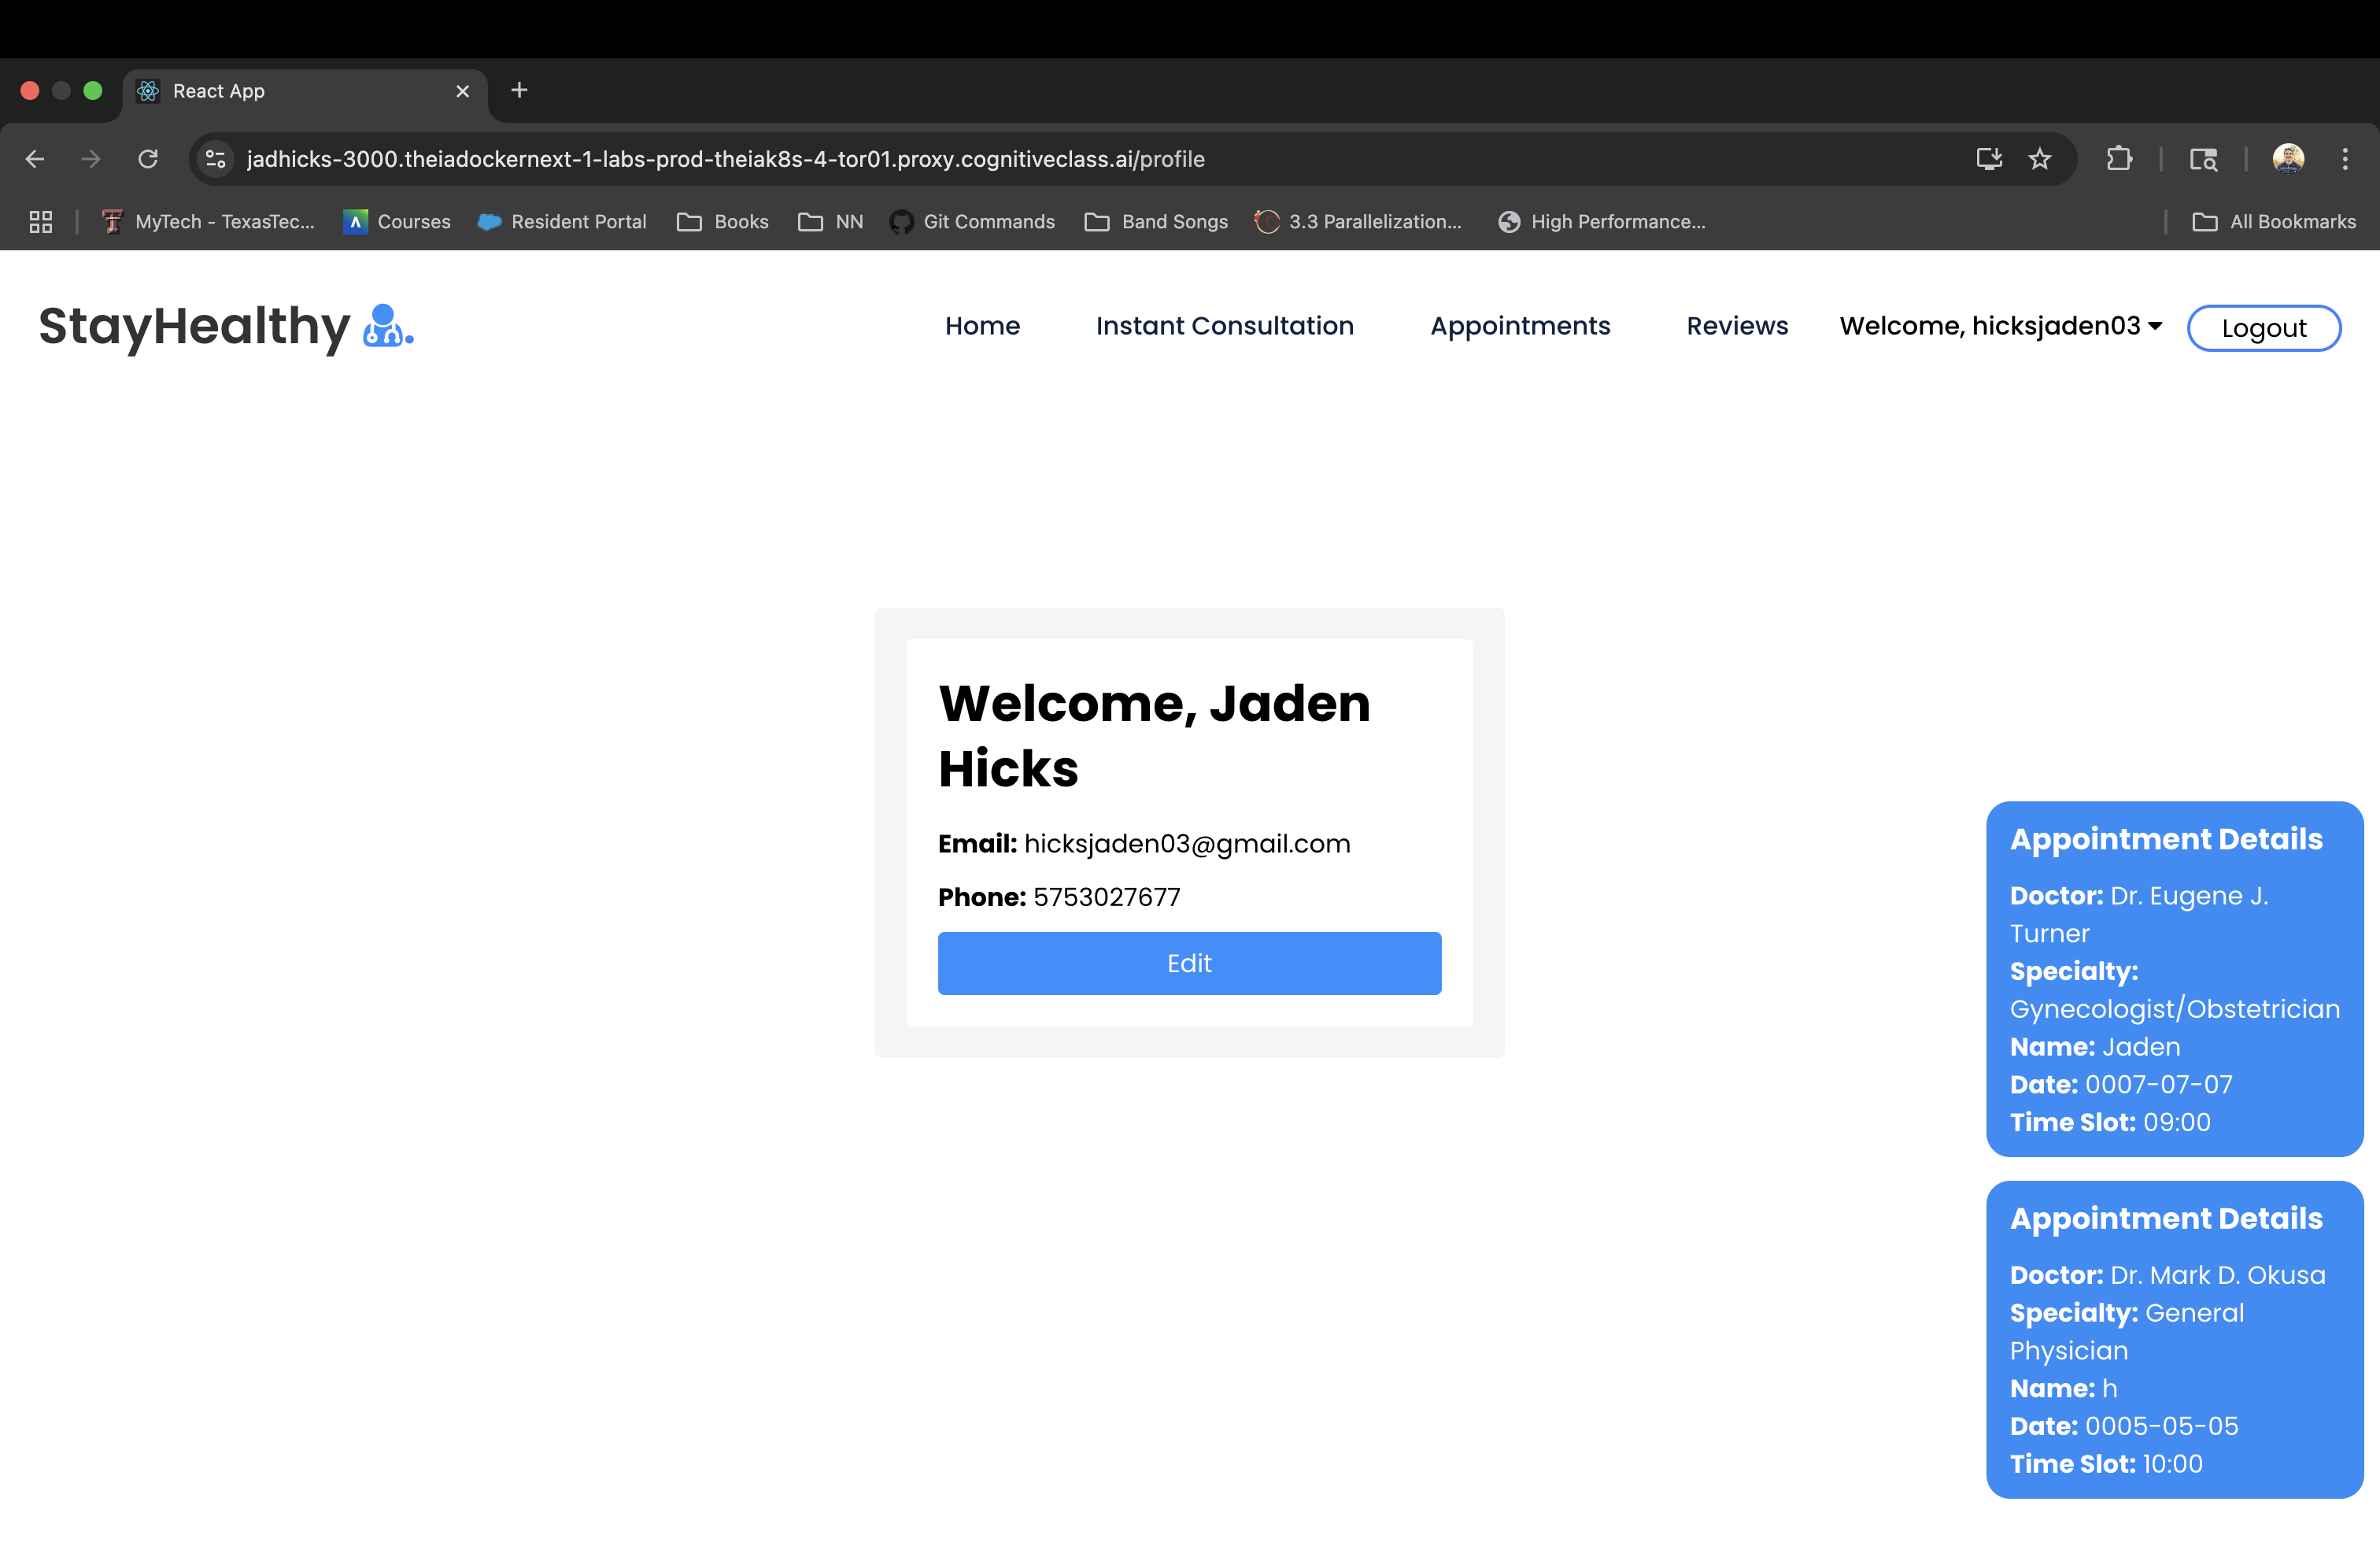 React App
jadhicks-3000.theiadockernext-1-labs-prod-theiak8s-4-tor01.proxy.cognitiveclass.ai/profile
MyTech - TexasTec... Courses Resident Portal Books NN Git Commands Band Songs 3.3 Parallelization... High Performance... All Bookmarks
StayHealthy Home Instant Consultation Appointments Reviews Welcome, hicksjaden03 Logout
Welcome, Jaden
Hicks
Email: hicksjaden03@gmail.com
Phone: 5753027677
Edit
Appointment Details
Doctor: Dr. Eugene J.
Turner
Specialty:
Gynecologist/Obstetrician
Name: Jaden
Date: 0007-07-07
Time Slot: 09:00
Appointment Details
Doctor: Dr. Mark D. Okusa
Specialty: General
Physician
Name: h
Date: 0005-05-05
Time Slot: 10:00